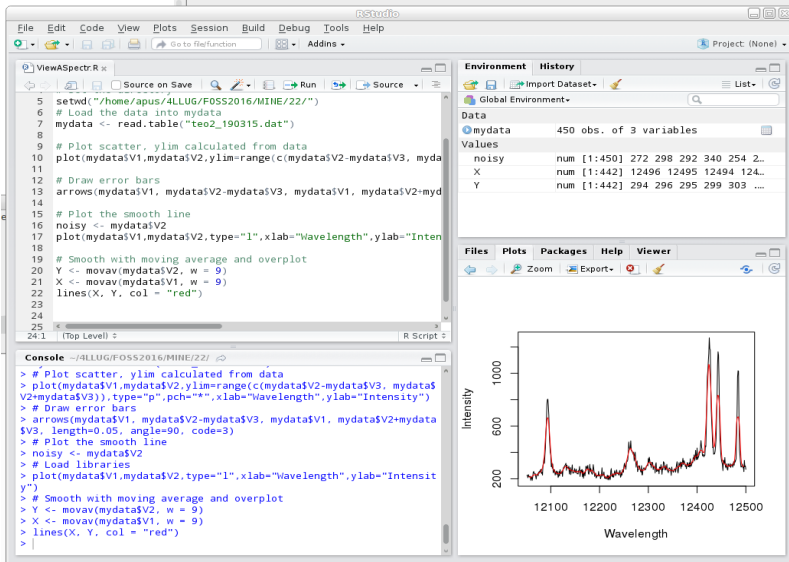 RStudio
File Edit Code View Plots Session Build Debug Tools Help
Go to file/function Addins Project: (None)
ViewASpectr.R
Source on Save Run Source
5 setwd("/home/apus/4LLUG/FOSS2016/MINE/22/")
6 # Load the data into mydata
7 mydata <- read.table("teo2_190315.dat")
8
9 # Plot scatter, ylim calculated from data
10 plot(mydata$V1,mydata$V2,ylim=range(c(mydata$V2-mydata$V3, myda
11
12 # Draw error bars
13 arrows(mydata$V1, mydata$V2-mydata$V3, mydata$V1, mydata$V2+myd
14
15 # Plot the smooth line
16 noisy <- mydata$V2
17 plot(mydata$V1,mydata$V2,type="l",xlab="Wavelength",ylab="Inten
18
19 # Smooth with moving average and overplot
20 Y <- movav(mydata$V2, w = 9)
21 X <- movav(mydata$V1, w = 9)
22 lines(X, Y, col = "red")
23
24
25
24:1 (Top Level) R Script
Console ~/4LLUG/FOSS2016/MINE/22/
> # Plot scatter, ylim calculated from data
> plot(mydata$V1,mydata$V2,ylim=range(c(mydata$V2-mydata$V3, mydata$
V2+mydata$V3)),type="p",pch="*",xlab="Wavelength",ylab="Intensity")
> # Draw error bars
> arrows(mydata$V1, mydata$V2-mydata$V3, mydata$V1, mydata$V2+mydata
$V3, length=0.05, angle=90, code=3)
> # Plot the smooth line
> noisy <- mydata$V2
> # Load libraries
> plot(mydata$V1,mydata$V2,type="l",xlab="Wavelength",ylab="Intensit
y")
> # Smooth with moving average and overplot
> Y <- movav(mydata$V2, w = 9)
> X <- movav(mydata$V1, w = 9)
> lines(X, Y, col = "red")
>
Environment History
Import Dataset List
Global Environment
Data
mydata 450 obs. of 3 variables
Values
noisy num [1:450] 272 298 292 340 254 2…
X num [1:442] 12496 12495 12494 124…
Y num [1:442] 294 296 295 299 303 ….
Files Plots Packages Help Viewer
Zoom Export
Intensity
1000
600
200
12100 12200 12300 12400 12500
Wavelength